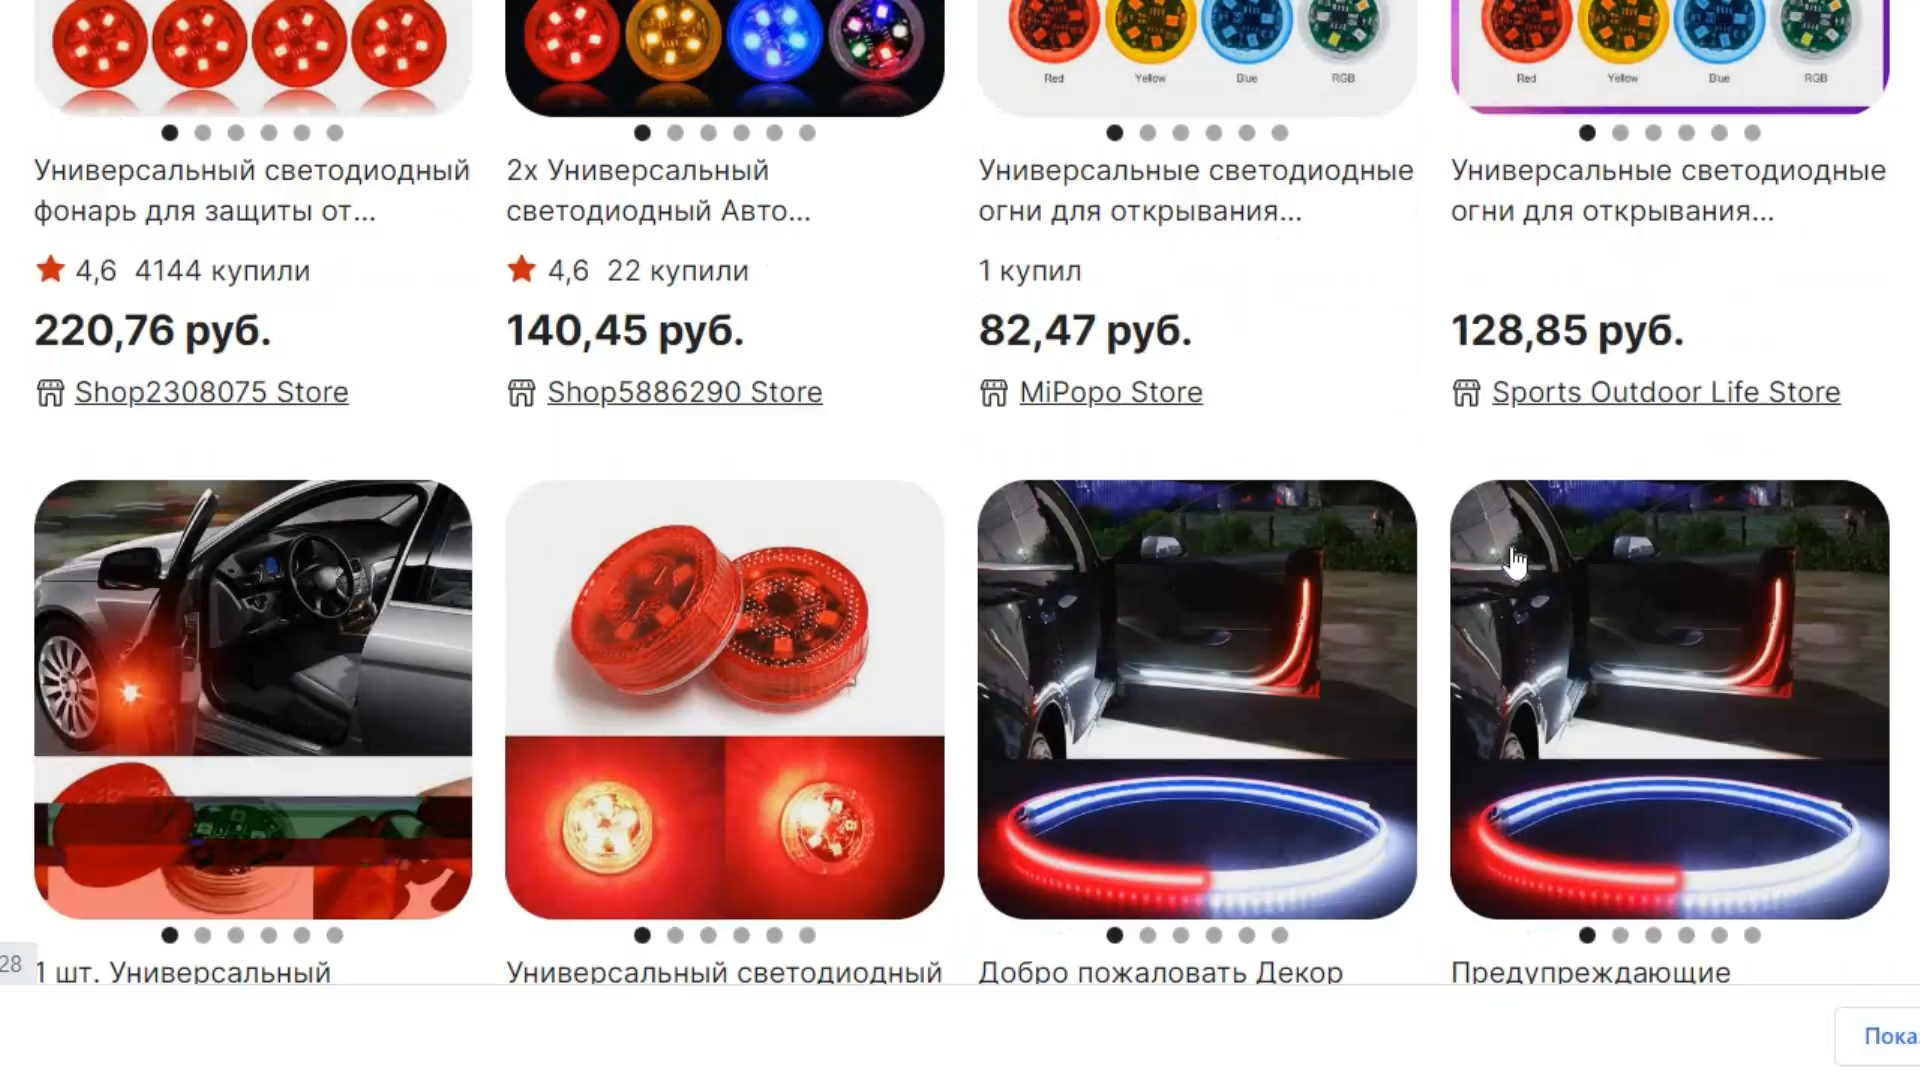 Red Yellow Blue RGB
Red Yellow Blue RGB
Универсальный светодиодный
фонарь для защиты от...
4,6 4144 купили
220,76 руб.
Shop2308075 Store
2x Универсальный
светодиодный Авто...
4,6 22 купили
140,45 руб.
Shop5886290 Store
Универсальные светодиодные
огни для открывания...
1 купил
82,47 руб.
MiPopo Store
Универсальные светодиодные
огни для открывания...
128,85 руб.
Sports Outdoor Life Store
28
1 шт. Универсальный
Универсальный светодиодный
Добро пожаловать Декор
Предупреждающие